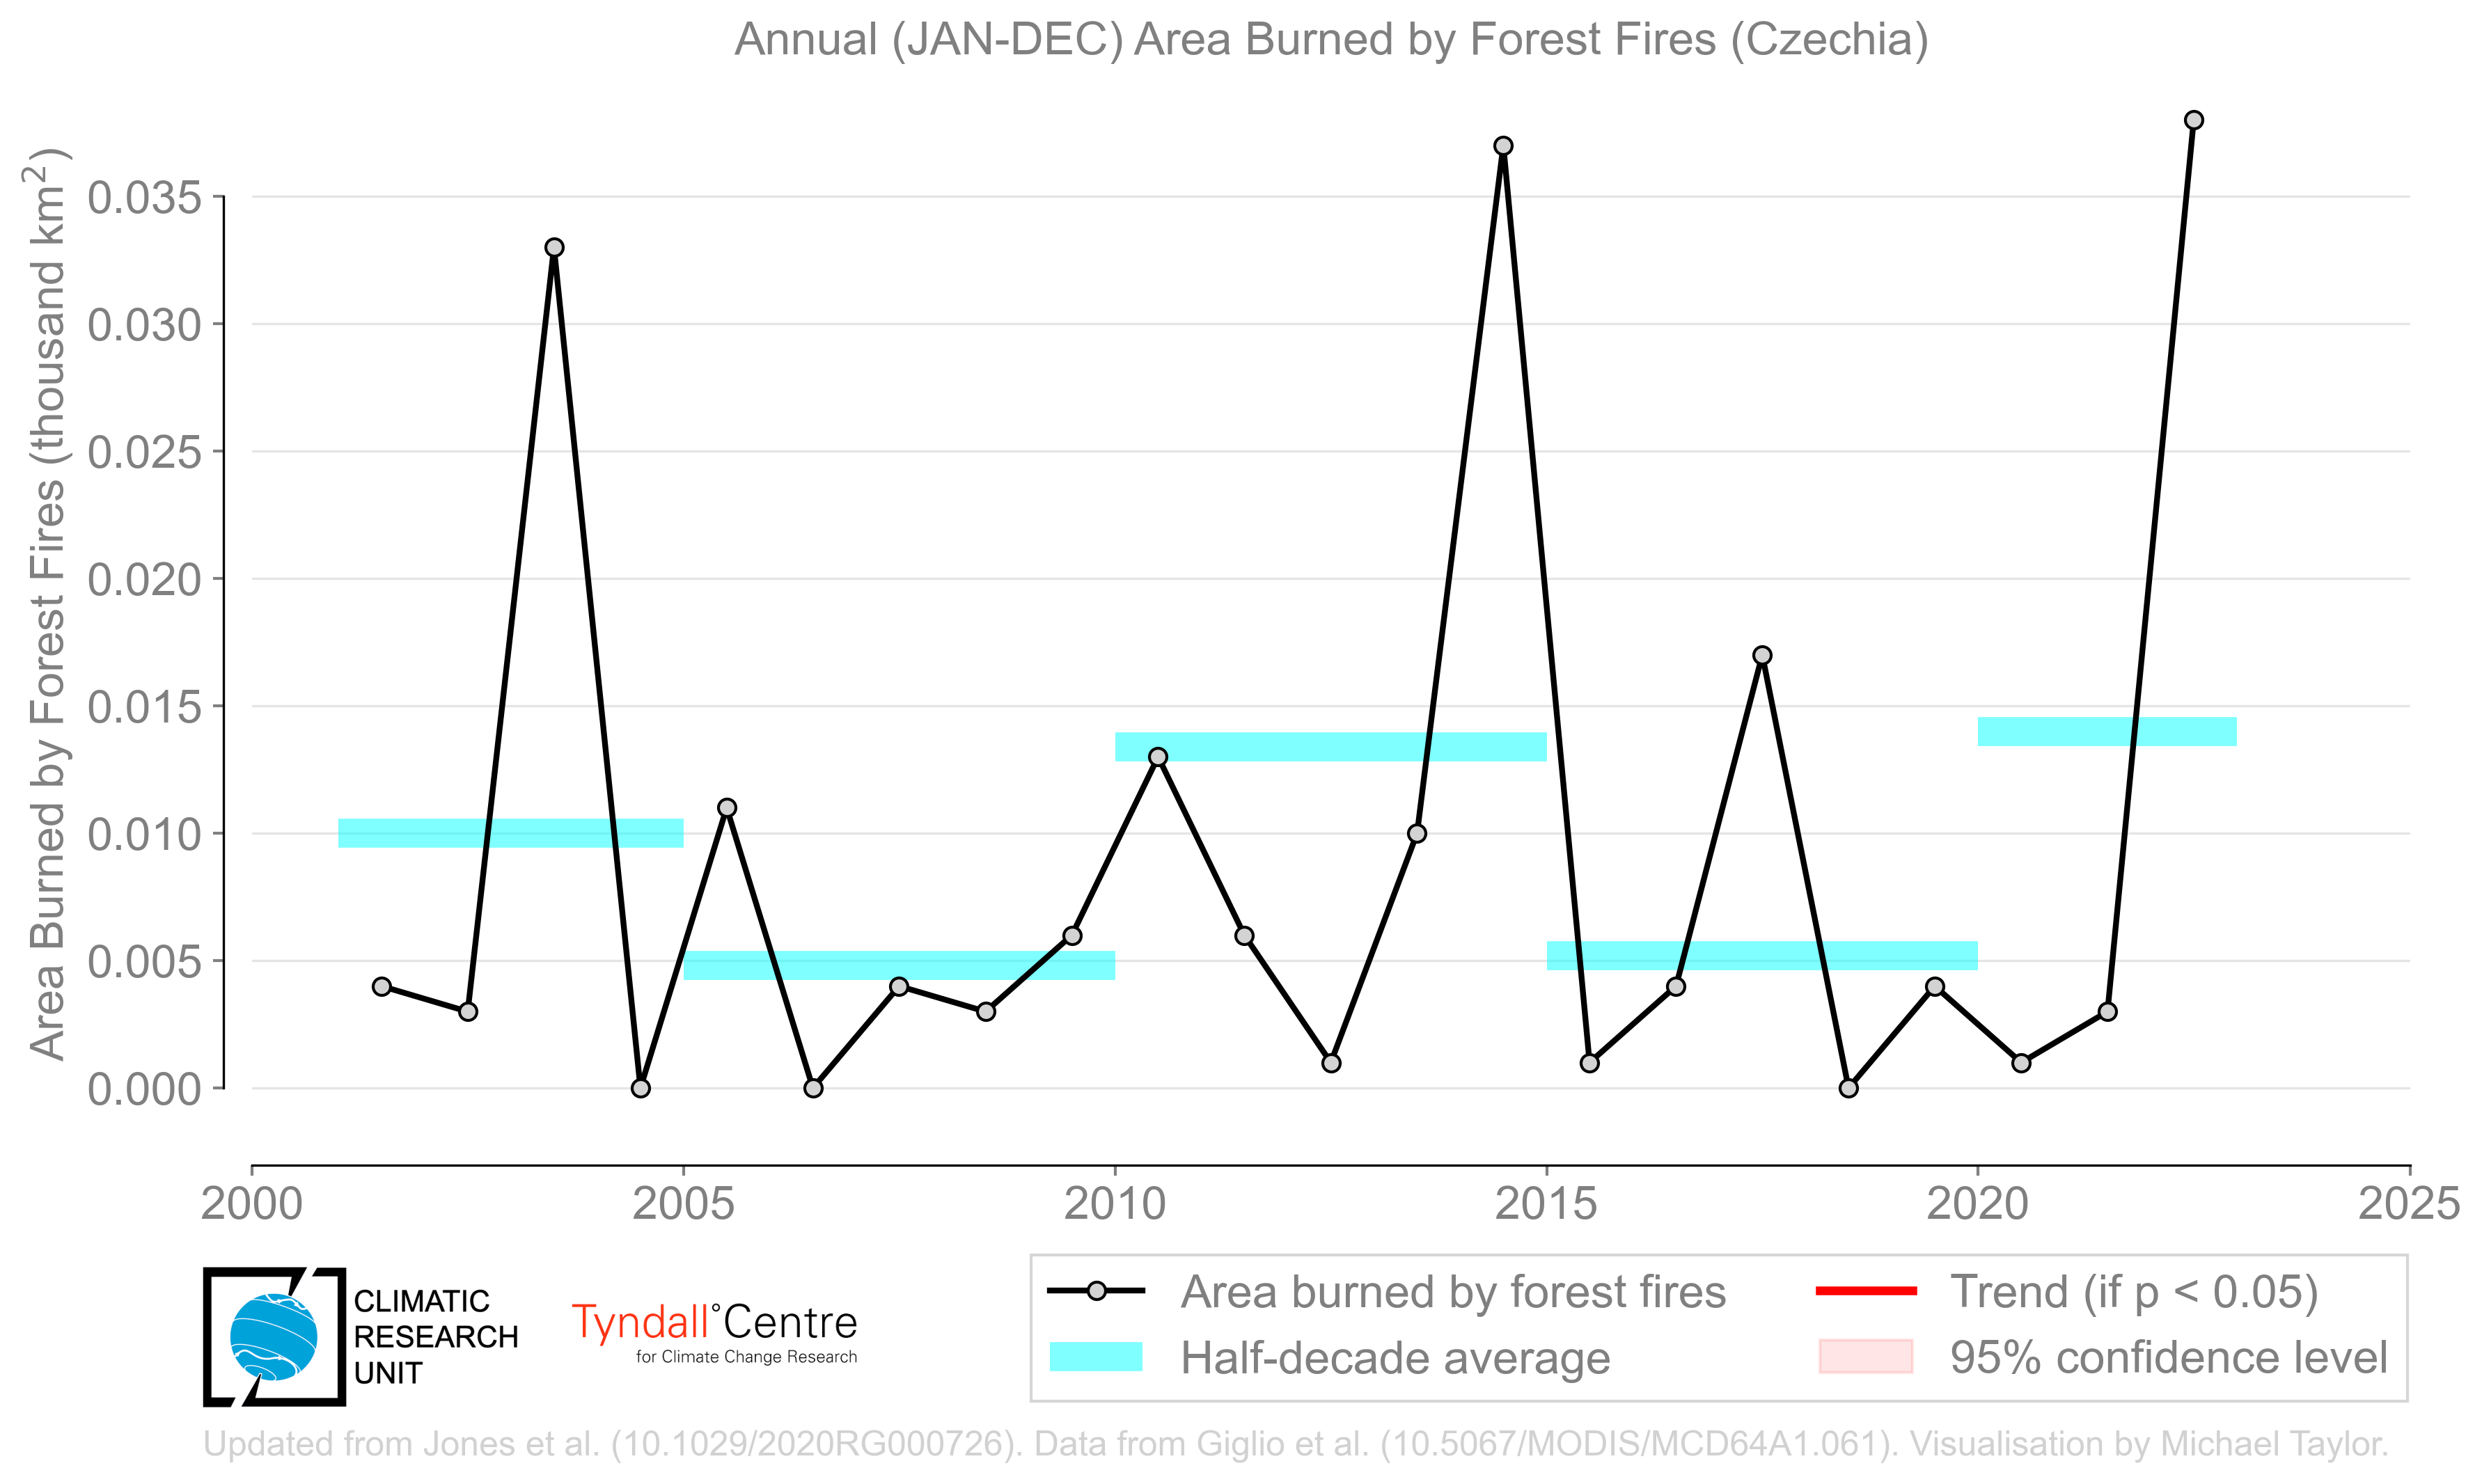 Annual (JAN-DEC) Area Burned by Forest Fires (Czechia)
Area Burned by Forest Fires (thousand km²)
0.035
0.030
0.025
0.020
0.015
0.010
0.005
0.000
2000 2005 2010 2015 2020 2025
CLIMATIC
RESEARCH
UNIT
Tyndall°Centre
for Climate Change Research
Area burned by forest fires
Half-decade average
Trend (if p < 0.05)
95% confidence level
Updated from Jones et al. (10.1029/2020RG000726). Data from Giglio et al. (10.5067/MODIS/MCD64A1.061). Visualisation by Michael Taylor.